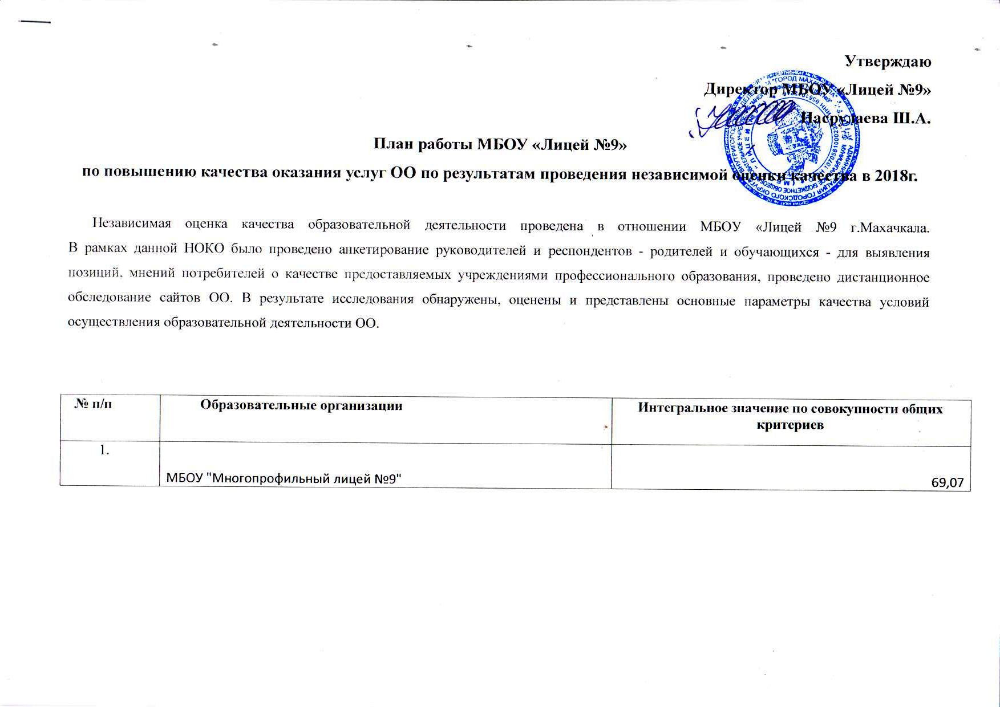 Утверждаю
Директор МБОУ «Лицей №9»
Насрулаева Ш.А.
План работы МБОУ «Лицей №9»
по повышению качества оказания услуг ОО по результатам проведения независимой оценки качества в 2018г.
Независимая оценка качества образовательной деятельности проведена в отношении МБОУ «Лицей №9 г.Махачкала.
В рамках данной НОКО было проведено анкетирование руководителей и респондентов - родителей и обучающихся - для выявления
позиций, мнений потребителей о качестве предоставляемых учреждениями профессионального образования, проведено дистанционное
обследование сайтов ОО. В результате исследования обнаружены, оценены и представлены основные параметры качества условий
осуществления образовательной деятельности ОО.
№ п/п
Образовательные организации
Интегральное значение по совокупности общих
критериев
1.
МБОУ "Многопрофильный лицей №9"
69,07